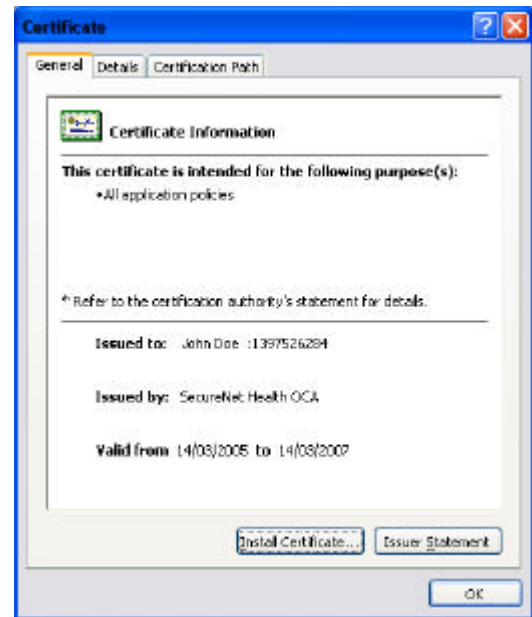 Certificate
General Details Certification Path
Certificate Information
This certificate is intended for the following purpose(s):
•All application policies
* Refer to the certification authority's statement for details.
Issued to: John Doe :1397526284
Issued by: SecureNet Health OCA
Valid from 14/03/2005 to 14/03/2007
Install Certificate... Issuer Statement
OK